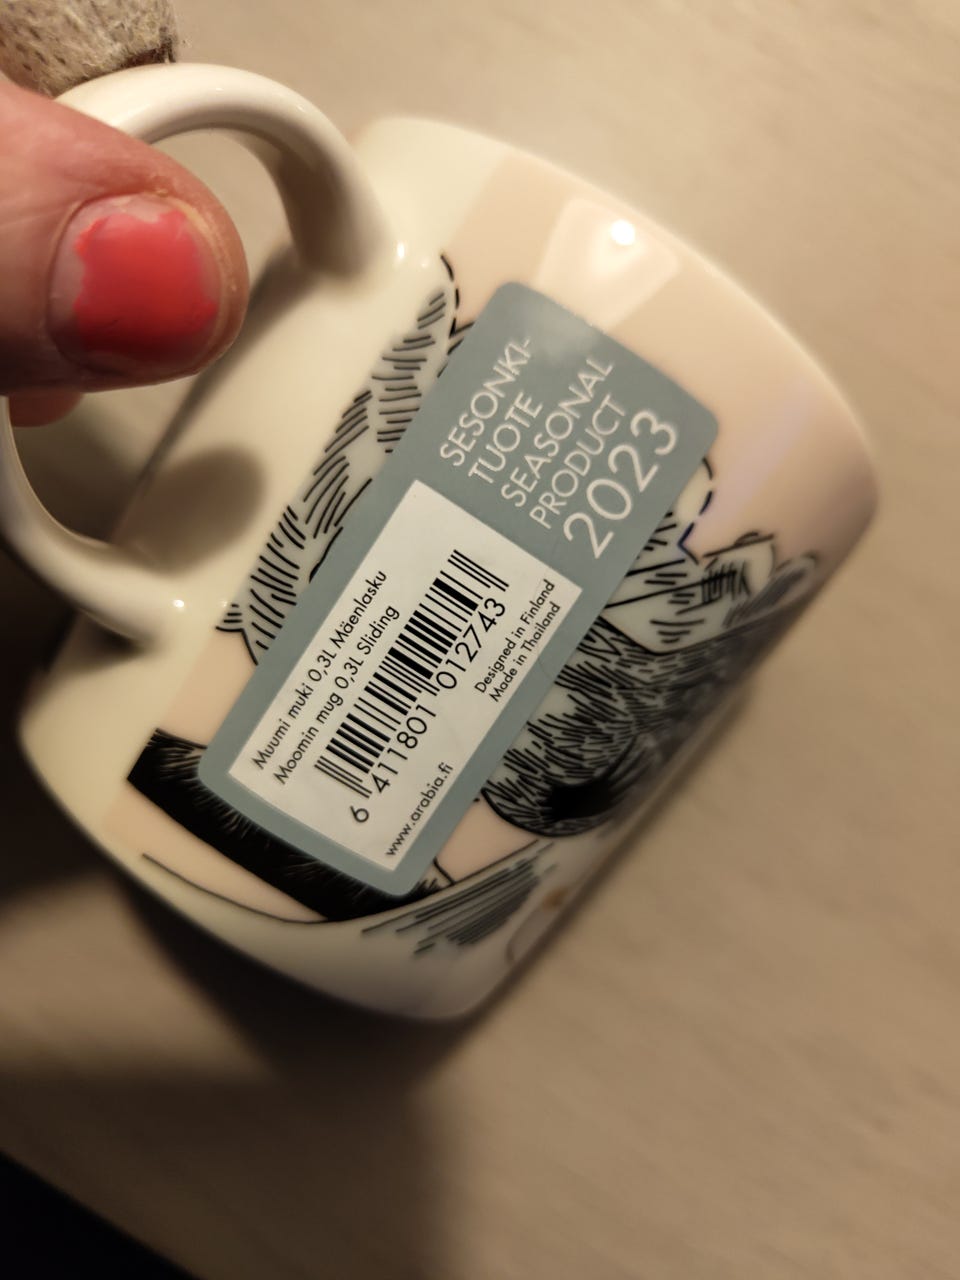 SESONKI-
TUOTE
SEASONAL
PRODUCT
2023
Muumi muki 0,3L Mäenlasku
Moomin mug 0,3L Sliding
6 411801 012743
Designed in Finland
Made in Thailand
www.arabia.fi